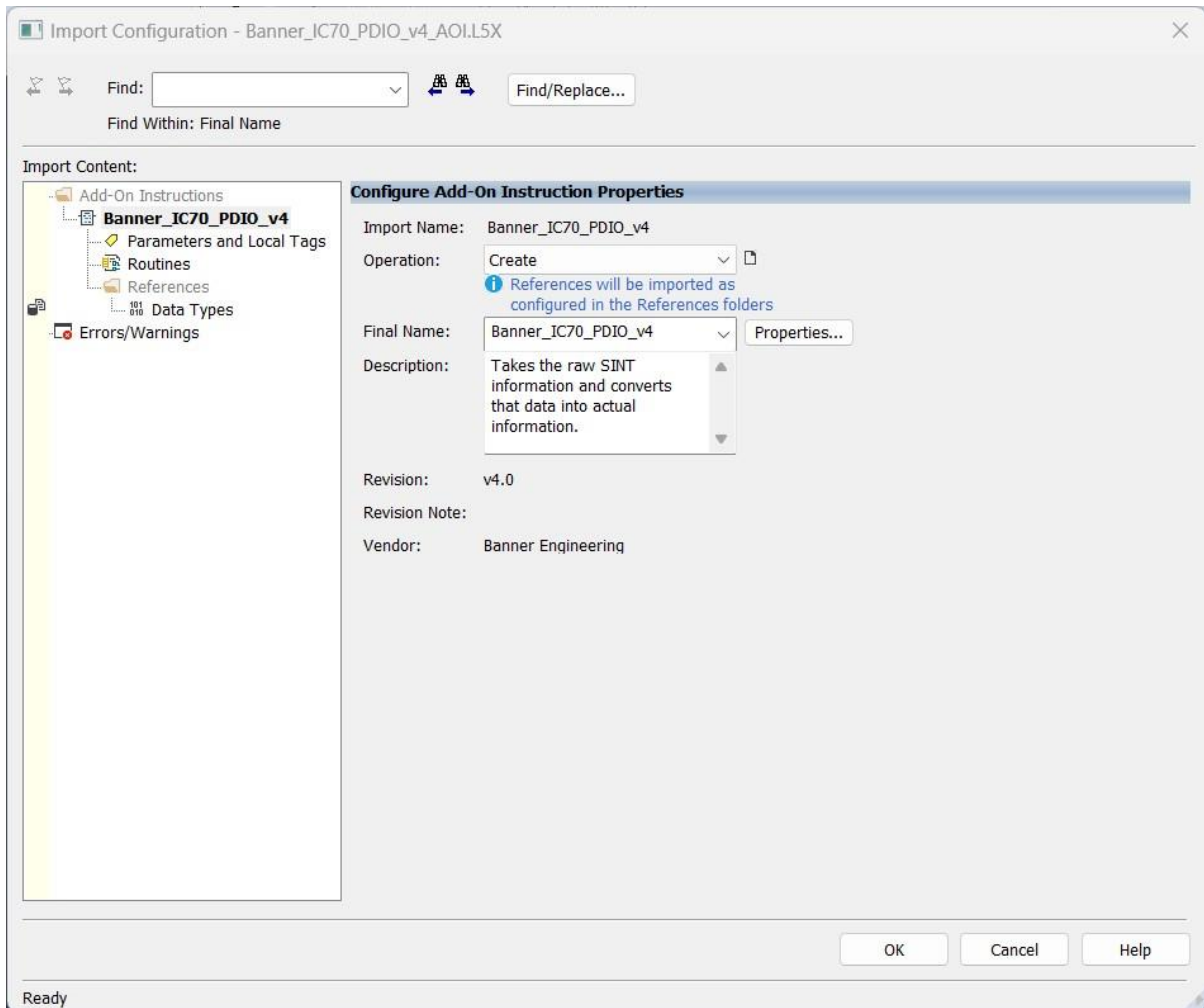 Import Configuration - Banner_IC70_PDIO_v4_AOI.L5X
Find:
Find/Replace...
Find Within: Final Name
Import Content:
Add-On Instructions
Banner_IC70_PDIO_v4
Parameters and Local Tags
Routines
References
Data Types
Errors/Warnings
Configure Add-On Instruction Properties
Import Name: Banner_IC70_PDIO_v4
Operation: Create
References will be imported as
configured in the References folders
Final Name: Banner_IC70_PDIO_v4 Properties...
Description: Takes the raw SINT
information and converts
that data into actual
information.
Revision: v4.0
Revision Note:
Vendor: Banner Engineering
OK Cancel Help
Ready